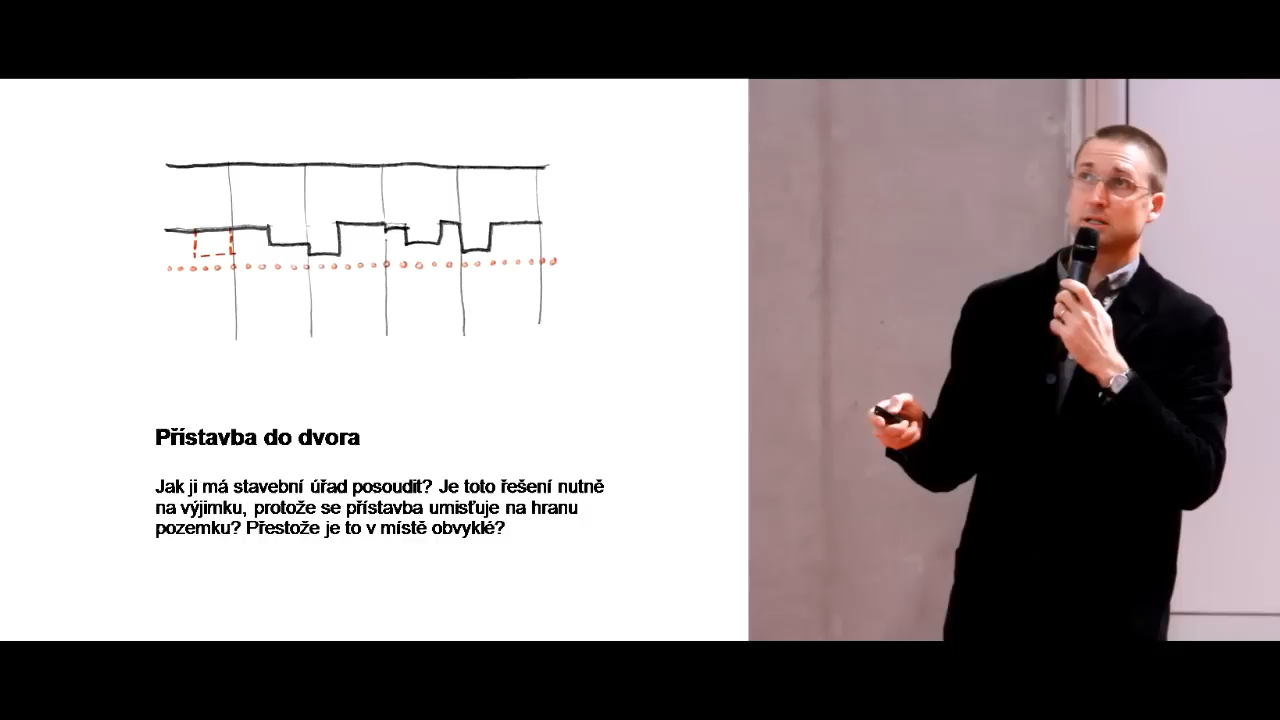 Přístavba do dvora
Jak ji má stavební úřad posoudit? Je toto řešení nutně
na výjimku, protože se přístavba umisťuje na hranu
pozemku? Přestože je to v místě obvyklé?